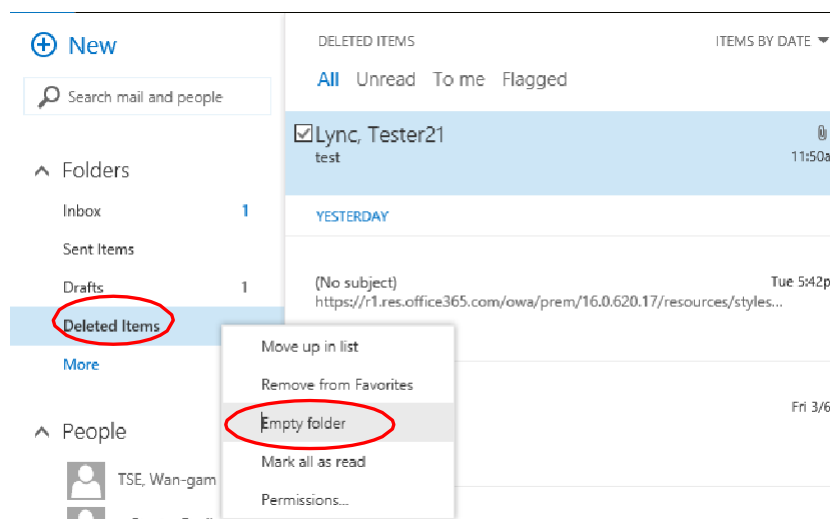 New
Search mail and people
Folders
Inbox 1
Sent Items
Drafts 1
Deleted Items
More
People
TSE, Wan-gam
DELETED ITEMS
ITEMS BY DATE
All Unread To me Flagged
Lync, Tester21
test
11:50a
YESTERDAY
(No subject)
Tue 5:42p
https://r1.res.office365.com/owa/prem/16.0.620.17/resources/styles...
Fri 3/6
Move up in list
Remove from Favorites
Empty folder
Mark all as read
Permissions...